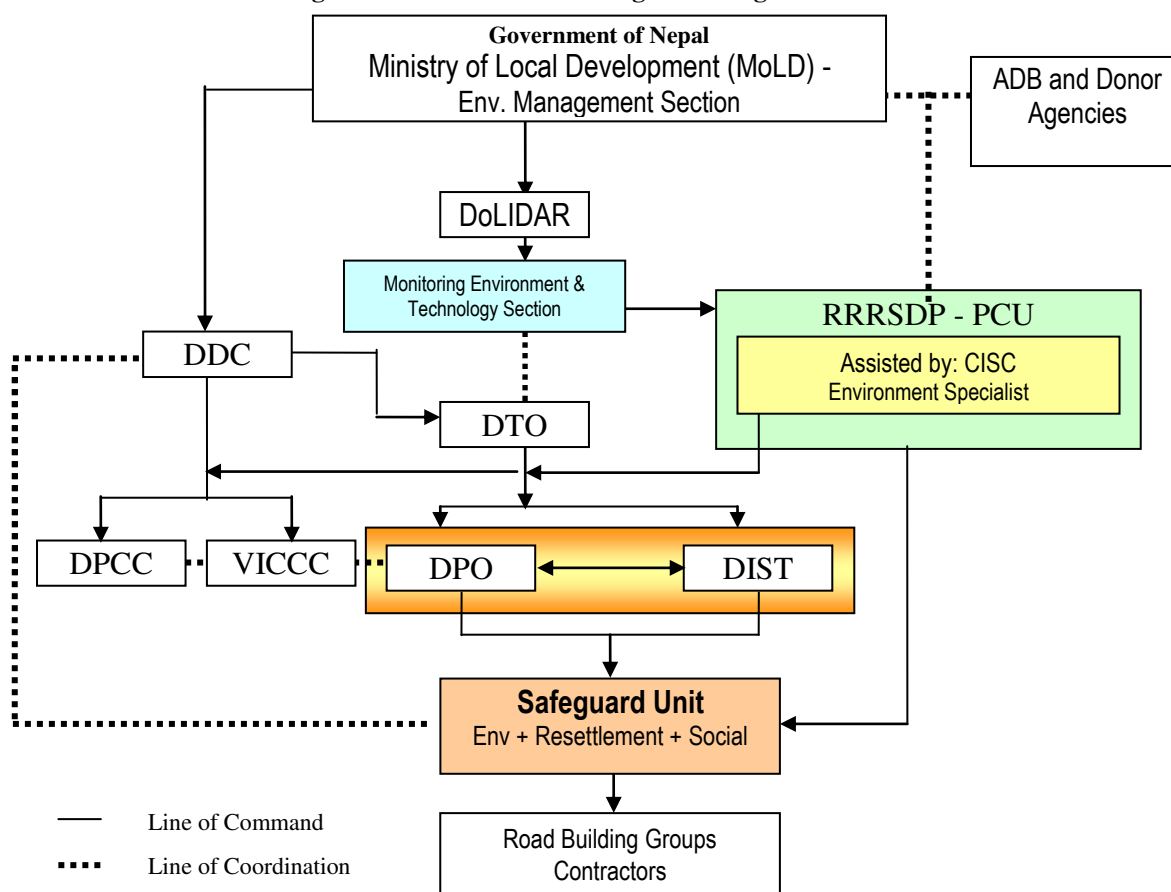 Government of Nepal
Ministry of Local Development (MoLD) -
Env. Management Section
ADB and Donor
Agencies
DoLIDAR
Monitoring Environment &
Technology Section
RRRSDP - PCU
Assisted by: CISC
Environment Specialist
DDC
DTO
DPCC
VICCC
DPO
DIST
Safeguard Unit
Env + Resettlement + Social
Line of Command
Line of Coordination
Road Building Groups
Contractors